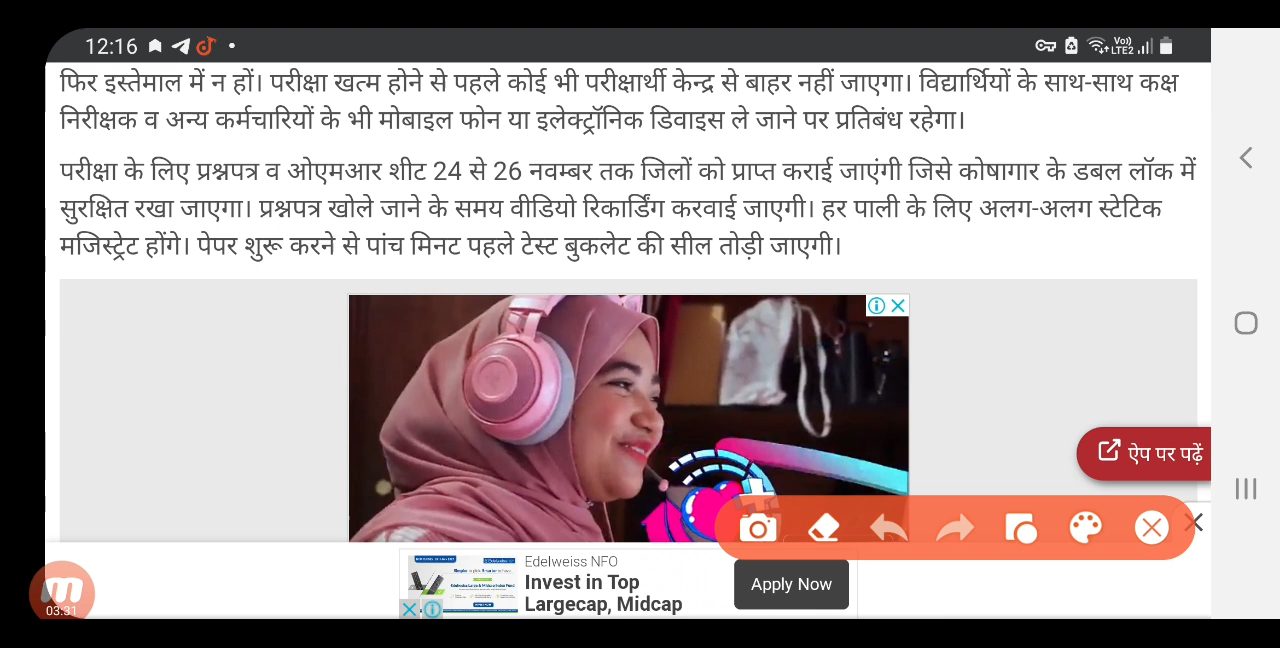 12:16
Vo))
LTE2
फिर इस्तेमाल में न हों। परीक्षा खत्म होने से पहले कोई भी परीक्षार्थी केन्द्र से बाहर नहीं जाएगा। विद्यार्थियों के साथ-साथ कक्ष
निरीक्षक व अन्य कर्मचारियों के भी मोबाइल फोन या इलेक्ट्रॉनिक डिवाइस ले जाने पर प्रतिबंध रहेगा।
परीक्षा के लिए प्रश्नपत्र व ओएमआर शीट 24 से 26 नवम्बर तक जिलों को प्राप्त कराई जाएंगी जिसे कोषागार के डबल लॉक में
सुरक्षित रखा जाएगा। प्रश्नपत्र खोले जाने के समय वीडियो रिकार्डिंग करवाई जाएगी। हर पाली के लिए अलग-अलग स्टेटिक
मजिस्ट्रेट होंगे। पेपर शुरू करने से पांच मिनट पहले टेस्ट बुकलेट की सील तोड़ी जाएगी।
ऐप पर पढ़ें
Edelweiss NFO
Invest in Top
Largecap, Midcap
Apply Now
03:31